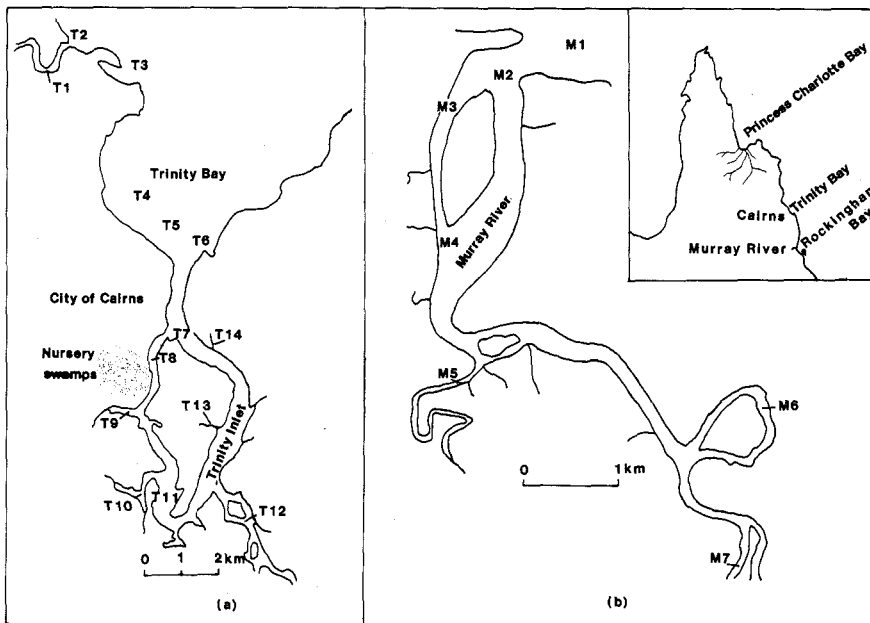 T2
T3
T1
Trinity Bay
T4
T5
T6
City of Cairns
T7
T14
Nursery
swamps
T8
T13
T9
Trinity Inlet
T10
T11
T12
0 1 2km
(a)
M1
M2
M3
Murray River
M4
M5
M6
0 1km
M7
(b)
Princess Charlotte Bay
Trinity Bay
Cairns
Rockingham
Bay
Murray River